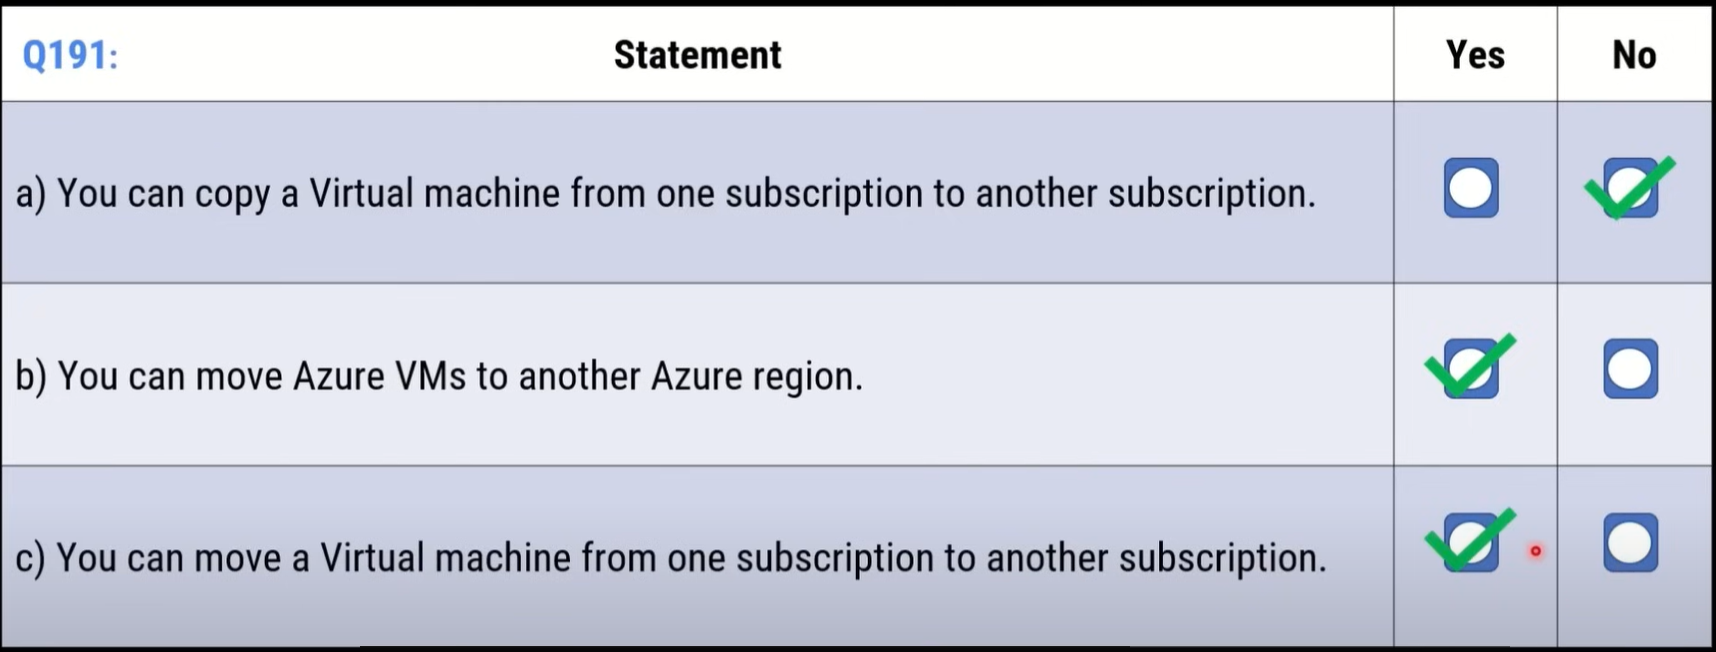 Q191: Statement Yes No
a) You can copy a Virtual machine from one subscription to another subscription.
b) You can move Azure VMs to another Azure region.
c) You can move a Virtual machine from one subscription to another subscription.